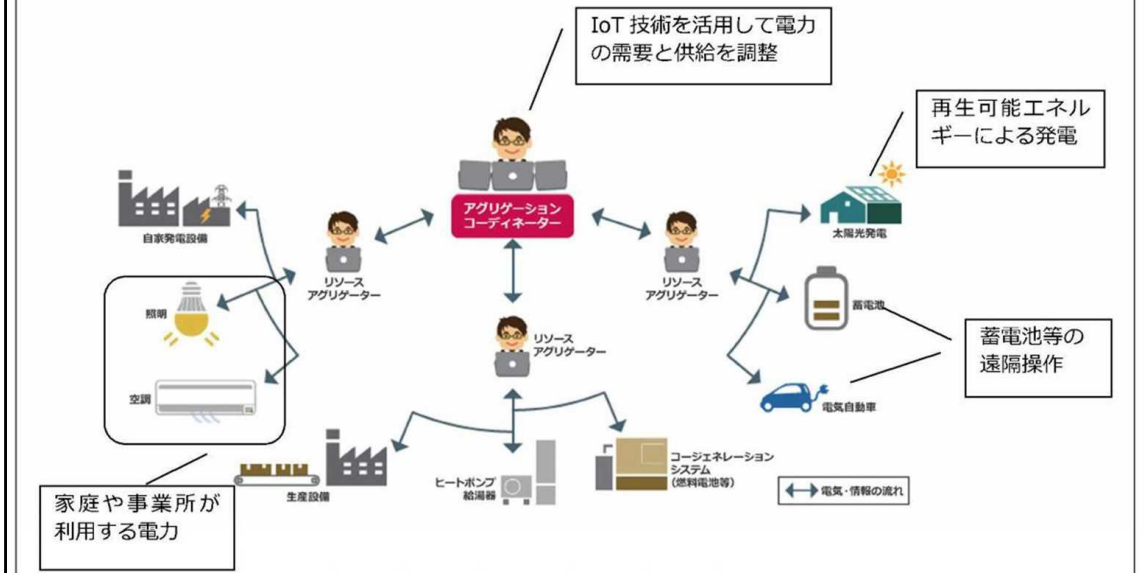 IoT 技術を活用して電力
の需要と供給を調整
再生可能エネル
ギーによる発電
アグリゲーション
コーディネーター
自家発電設備
リソース
アグリゲーター
リソース
アグリゲーター
太陽光発電
照明
蓄電池
リソース
アグリゲーター
蓄電池等の
遠隔操作
空調
電気自動車
生産設備
ヒートポンプ
給湯器
コージェネレーション
システム
（燃料電池等）
電気・情報の流れ
家庭や事業所が
利用する電力